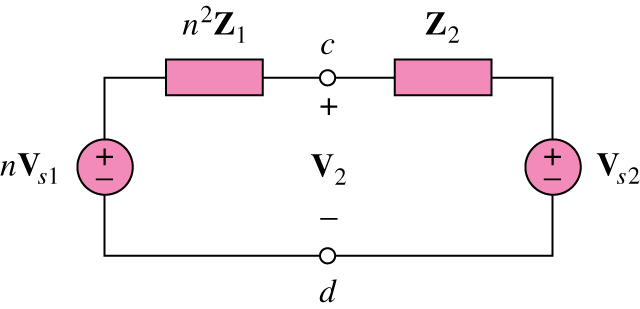 n²Z₁
c
Z₂
+
nVₛ₁
+
−
V₂
+
−
Vₛ₂
−
d